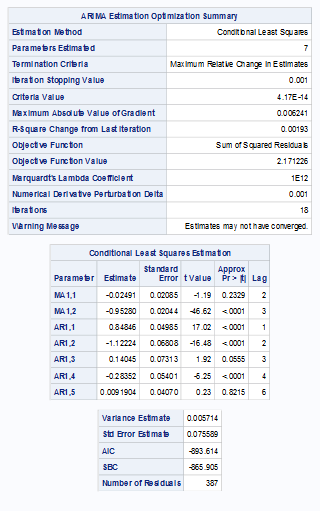 ARIMA Estimation Optimization Summary
Estimation Method Conditional Least Squares
Parameters Estimated 7
Termination Criteria Maximum Relative Change in Estimates
Iteration Stopping Value 0.001
Criteria Value 4.17E-14
Maximum Absolute Value of Gradient 0.006241
R-Square Change from Last Iteration 0.00193
Objective Function Sum of Squared Residuals
Objective Function Value 2.171226
Marquardt's Lambda Coefficient 1E12
Numerical Derivative Perturbation Delta 0.001
Iterations 18
Warning Message Estimates may not have converged.
Conditional Least Squares Estimation
Parameter Estimate Standard Error t Value Approx Pr > |t| Lag
MA1,1 -0.02491 0.02085 -1.19 0.2329 2
MA1,2 -0.95280 0.02044 -46.62 <.0001 3
AR1,1 0.84846 0.04985 17.02 <.0001 1
AR1,2 -1.12224 0.06808 -16.48 <.0001 2
AR1,3 0.14045 0.07313 1.92 0.0555 3
AR1,4 -0.28352 0.05401 -5.25 <.0001 4
AR1,5 0.0091904 0.04070 0.23 0.8215 6
Variance Estimate 0.005714
Std Error Estimate 0.075589
AIC -893.614
SBC -865.905
Number of Residuals 387